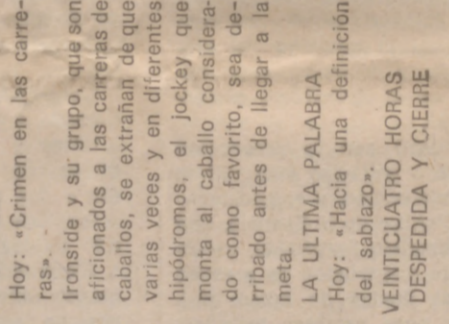 Hoy: «Crimen en las carre-
ras».
Ironside y su grupo, que son
aficionados a las carreras de
caballos, se extrañan de que
varias veces y en diferentes
hipódromos, el jockey que
monta al caballo considera-
do como favorito, sea de-
rribado antes de llegar a la
meta.
LA ULTIMA PALABRA
Hoy: «Hacia una definición
del sablazo».
VEINTICUATRO HORAS
DESPEDIDA Y CIERRE